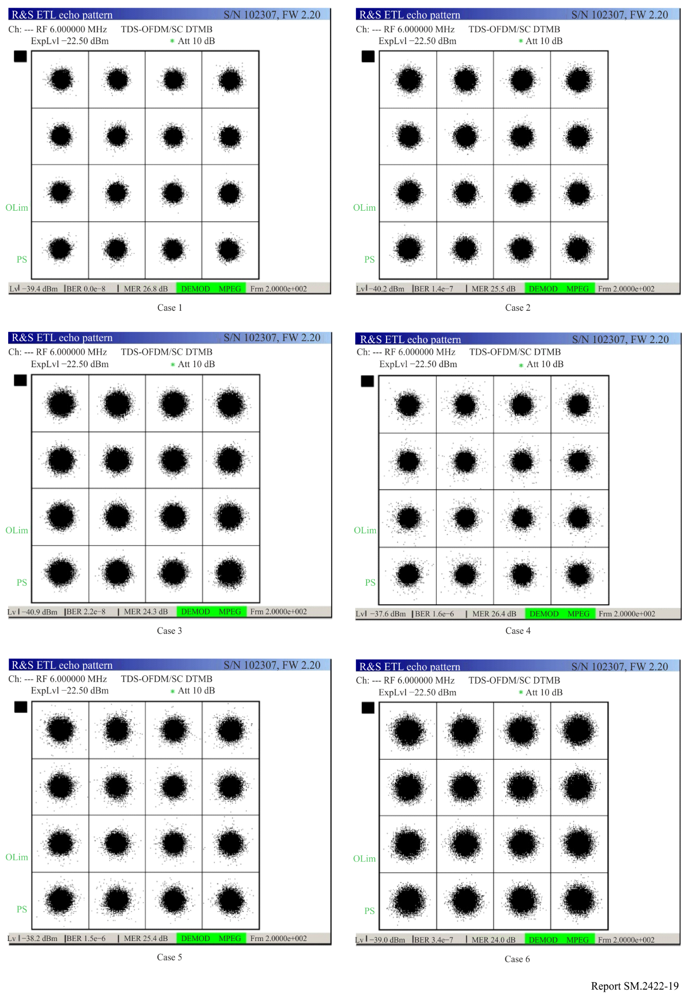 R&S ETL echo pattern S/N 102307, FW 2.20
Ch: --- RF 6.000000 MHz TDS-OFDM/SC DTMB
ExpLvl −22.50 dBm * Att 10 dB
OLim
PS
Lvl −39.4 dBm BER 0.0e−8 MER 26.8 dB DEMOD MPEG Frm 2.0000e+002
Case 1
R&S ETL echo pattern S/N 102307, FW 2.20
Ch: --- RF 6.000000 MHz TDS-OFDM/SC DTMB
ExpLvl −22.50 dBm * Att 10 dB
OLim
PS
Lvl −40.2 dBm BER 1.4e−7 MER 25.5 dB DEMOD MPEG Frm 2.0000e+002
Case 2
R&S ETL echo pattern S/N 102307, FW 2.20
Ch: --- RF 6.000000 MHz TDS-OFDM/SC DTMB
ExpLvl −22.50 dBm * Att 10 dB
OLim
PS
Lvl −40.9 dBm BER 2.2e−8 MER 24.3 dB DEMOD MPEG Frm 2.0000e+002
Case 3
R&S ETL echo pattern S/N 102307, FW 2.20
Ch: --- RF 6.000000 MHz TDS-OFDM/SC DTMB
ExpLvl −22.50 dBm * Att 10 dB
OLim
PS
Lvl −37.6 dBm BER 1.6e−6 MER 26.4 dB DEMOD MPEG Frm 2.0000e+002
Case 4
R&S ETL echo pattern S/N 102307, FW 2.20
Ch: --- RF 6.000000 MHz TDS-OFDM/SC DTMB
ExpLvl −22.50 dBm * Att 10 dB
OLim
PS
Lvl −38.2 dBm BER 1.5e−6 MER 25.4 dB DEMOD MPEG Frm 2.0000e+002
Case 5
R&S ETL echo pattern S/N 102307, FW 2.20
Ch: --- RF 6.000000 MHz TDS-OFDM/SC DTMB
ExpLvl −22.50 dBm * Att 10 dB
OLim
PS
Lvl −39.0 dBm BER 3.4e−7 MER 24.0 dB DEMOD MPEG Frm 2.0000e+002
Case 6
Report SM.2422-19